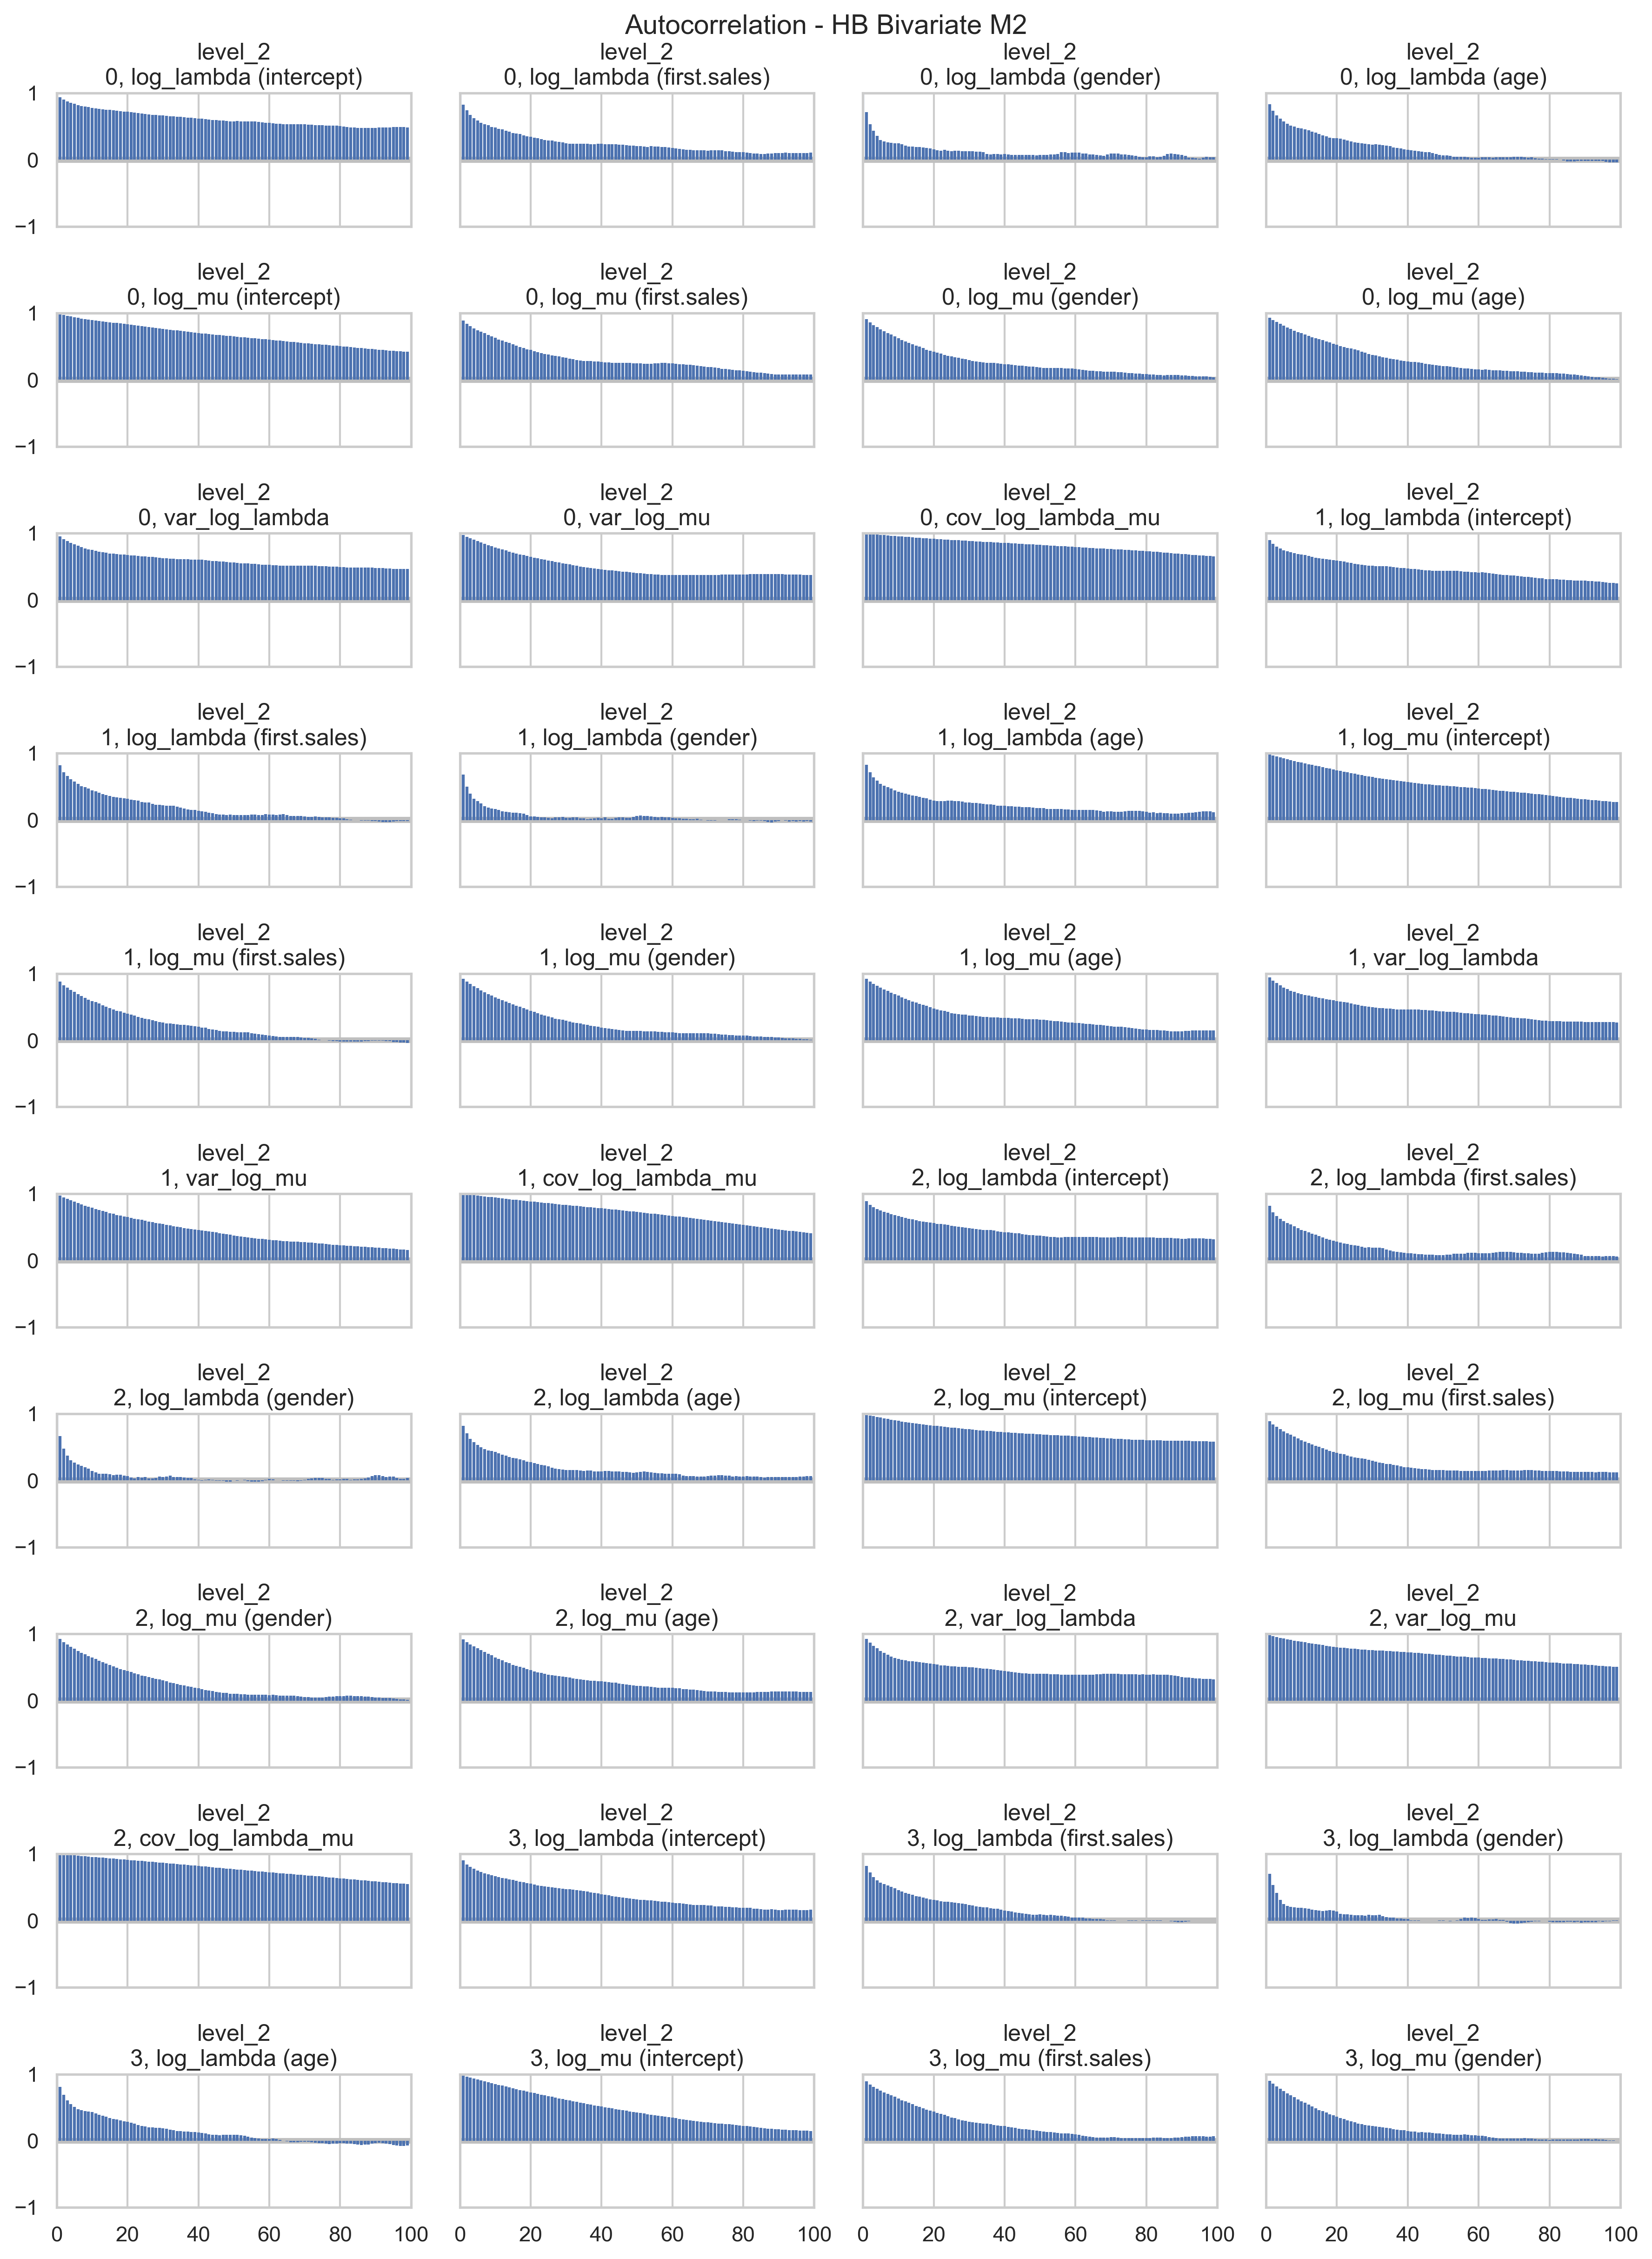 Autocorrelation - HB Bivariate M2
level_2 level_2 level_2 level_2
0, log_lambda (intercept) 0, log_lambda (first.sales) 0, log_lambda (gender) 0, log_lambda (age)
1
0
−1
level_2 level_2 level_2 level_2
0, log_mu (intercept) 0, log_mu (first.sales) 0, log_mu (gender) 0, log_mu (age)
1
0
−1
level_2 level_2 level_2 level_2
0, var_log_lambda 0, var_log_mu 0, cov_log_lambda_mu 1, log_lambda (intercept)
1
0
−1
level_2 level_2 level_2 level_2
1, log_lambda (first.sales) 1, log_lambda (gender) 1, log_lambda (age) 1, log_mu (intercept)
1
0
−1
level_2 level_2 level_2 level_2
1, log_mu (first.sales) 1, log_mu (gender) 1, log_mu (age) 1, var_log_lambda
1
0
−1
level_2 level_2 level_2 level_2
1, var_log_mu 1, cov_log_lambda_mu 2, log_lambda (intercept) 2, log_lambda (first.sales)
1
0
−1
level_2 level_2 level_2 level_2
2, log_lambda (gender) 2, log_lambda (age) 2, log_mu (intercept) 2, log_mu (first.sales)
1
0
−1
level_2 level_2 level_2 level_2
2, log_mu (gender) 2, log_mu (age) 2, var_log_lambda 2, var_log_mu
1
0
−1
level_2 level_2 level_2 level_2
2, cov_log_lambda_mu 3, log_lambda (intercept) 3, log_lambda (first.sales) 3, log_lambda (gender)
1
0
−1
level_2 level_2 level_2 level_2
3, log_lambda (age) 3, log_mu (intercept) 3, log_mu (first.sales) 3, log_mu (gender)
1
0
−1
0 20 40 60 80 100 0 20 40 60 80 100 0 20 40 60 80 100 0 20 40 60 80 100